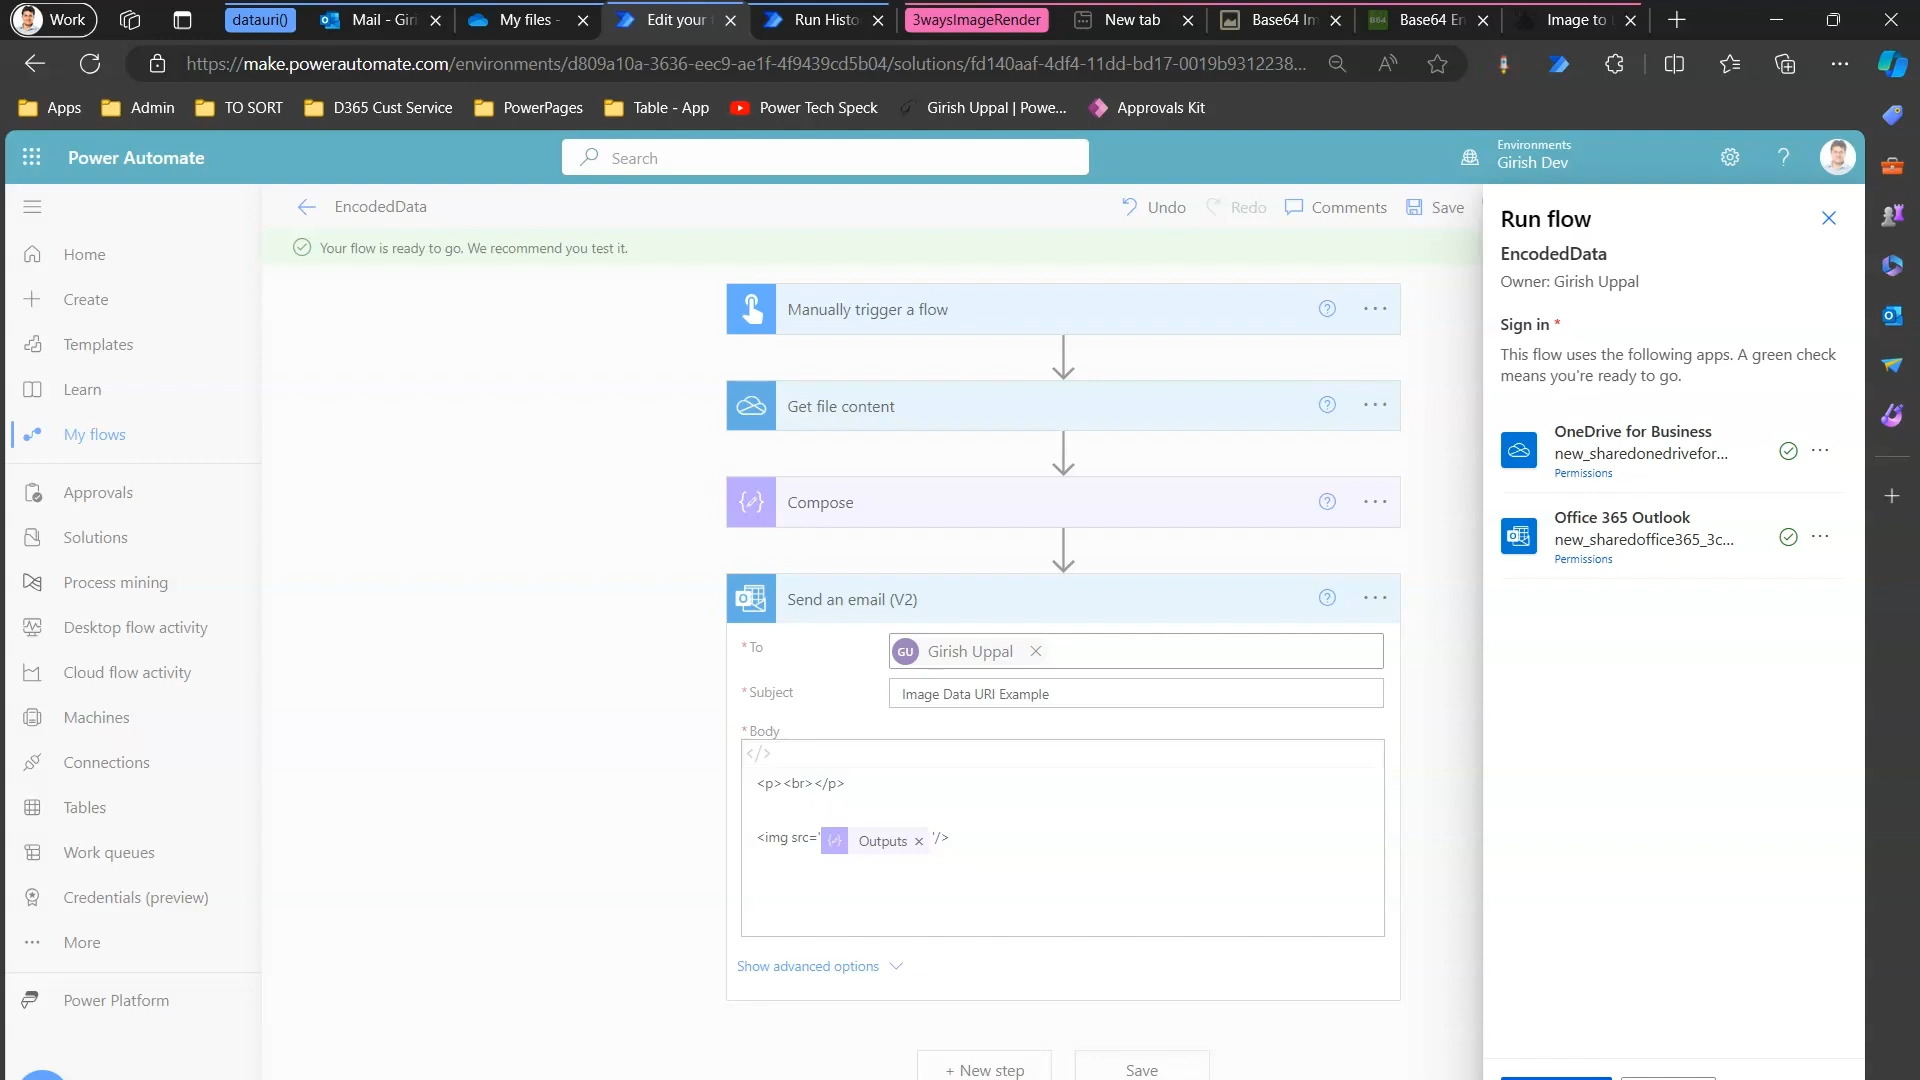 Work
datauri()
Mail - Giri
My files -
Edit your
Run Histo
3waysImageRender
New tab
Base64 Im
Base64 En
Image to
https://make.powerautomate.com/environments/d809a10a-3636-eec9-ae1f-4f9439cd5b04/solutions/fd140aaf-4df4-11dd-bd17-0019b9312238...
Apps
Admin
TO SORT
D365 Cust Service
PowerPages
Table - App
Power Tech Speck
Girish Uppal | Powe...
Approvals Kit
Power Automate
Search
Environments
Girish Dev
EncodedData
Undo
Redo
Comments
Save
Your flow is ready to go. We recommend you test it.
Home
Create
Templates
Learn
My flows
Approvals
Solutions
Process mining
Desktop flow activity
Cloud flow activity
Machines
Connections
Tables
Work queues
Credentials (preview)
More
Power Platform
Manually trigger a flow
Get file content
Compose
Send an email (V2)
* To
GU Girish Uppal
* Subject
Image Data URI Example
* Body
</>
<p><br></p>
<img src=' Outputs '/>
Show advanced options
+ New step
Save
Run flow
EncodedData
Owner: Girish Uppal
Sign in *
This flow uses the following apps. A green check
means you're ready to go.
OneDrive for Business
new_sharedonedrivefor...
Permissions
Office 365 Outlook
new_sharedoffice365_3c...
Permissions